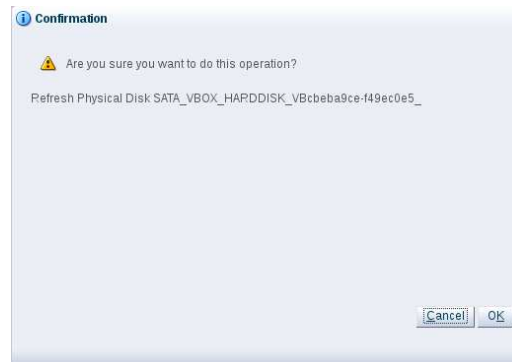 Confirmation
Are you sure you want to do this operation?
Refresh Physical Disk SATA_VBOX_HARDDISK_VBcbeba9ce-f49ec0e5_
Cancel OK